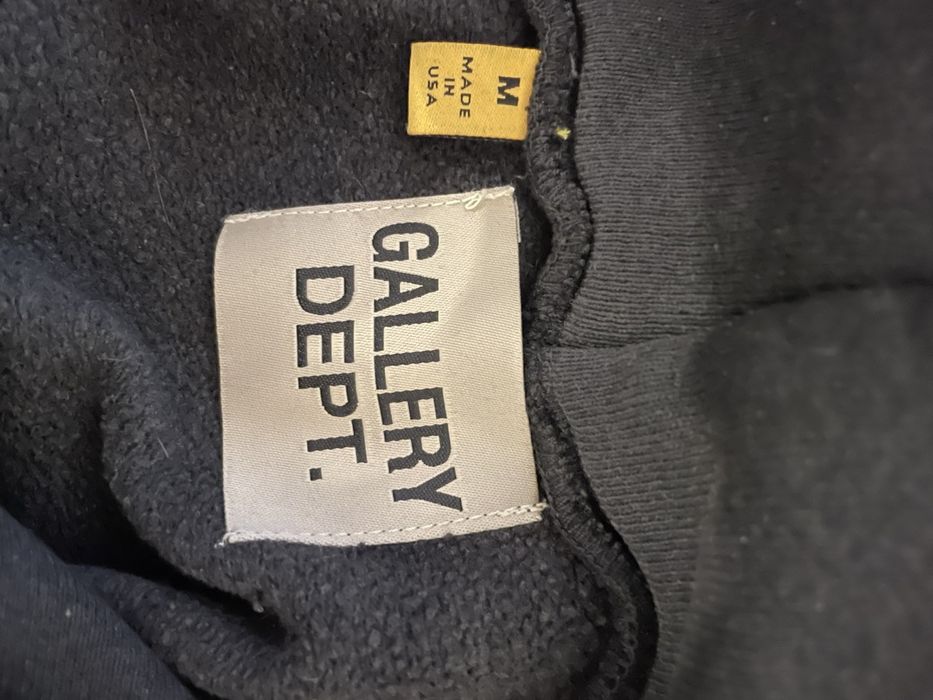 M
MADE
IN
USA
GALLERY
DEPT.